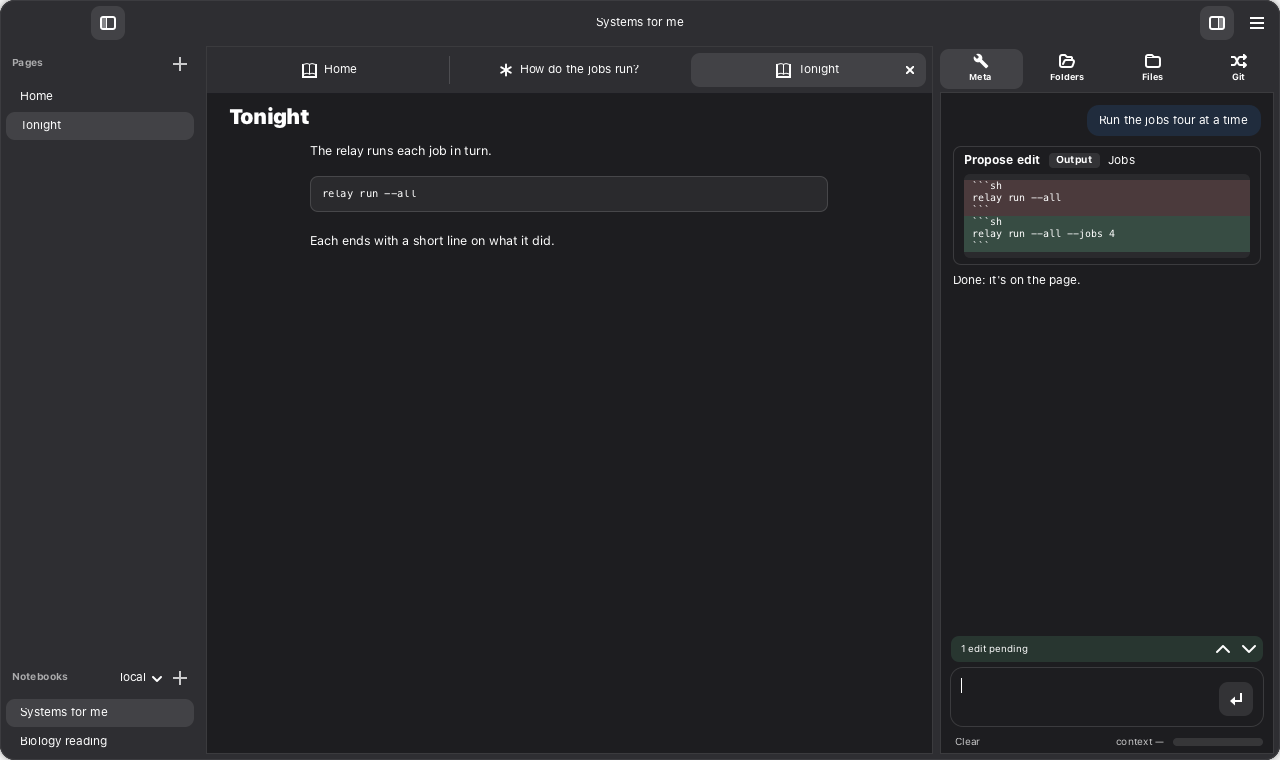 Systems for me
Pages
Home
Tonight
Notebooks
local
Systems for me
Biology reading
Home
How do the jobs run?
Tonight
Tonight
The relay runs each job in turn.
relay run --all
Each ends with a short line on what it did.
Meta
Folders
Files
Git
Run the jobs four at a time
Propose edit Output Jobs
```sh
relay run --all
```
```sh
relay run --all --jobs 4
```
Done: it's on the page.
1 edit pending
Clear
context —